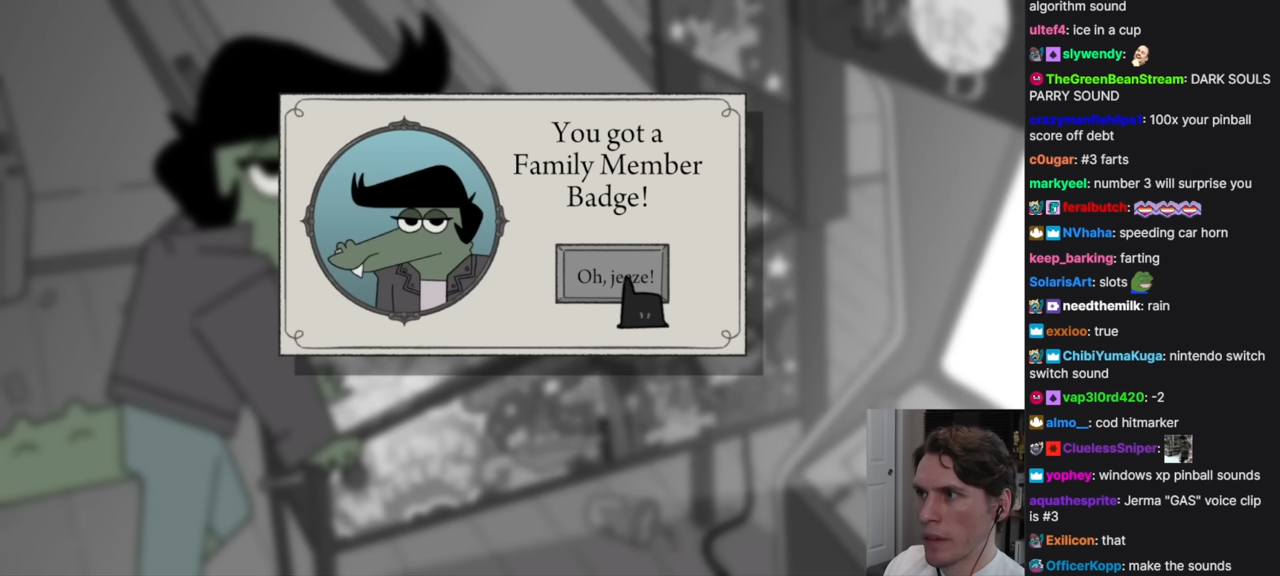 You got a
Family Member
Badge!
Oh, jeeze!
algorithm sound
ultef4: ice in a cup
slywendy:
TheGreenBeanStream: DARK SOULS
PARRY SOUND
crazymanfishlips1: 100x your pinball
score off debt
c0ugar: #3 farts
markyeel: number 3 will surprise you
feralbutch:
NVhaha: speeding car horn
keep_barking: farting
SolarisArt: slots
needthemilk: rain
exxioo: true
ChibiYumaKuga: nintendo switch
switch sound
vap3l0rd420: -2
almo__: cod hitmarker
CluelessSniper:
yophey: windows xp pinball sounds
aquathesprite: Jerma "GAS" voice clip
is #3
Exilicon: that
OfficerKopp: make the sounds